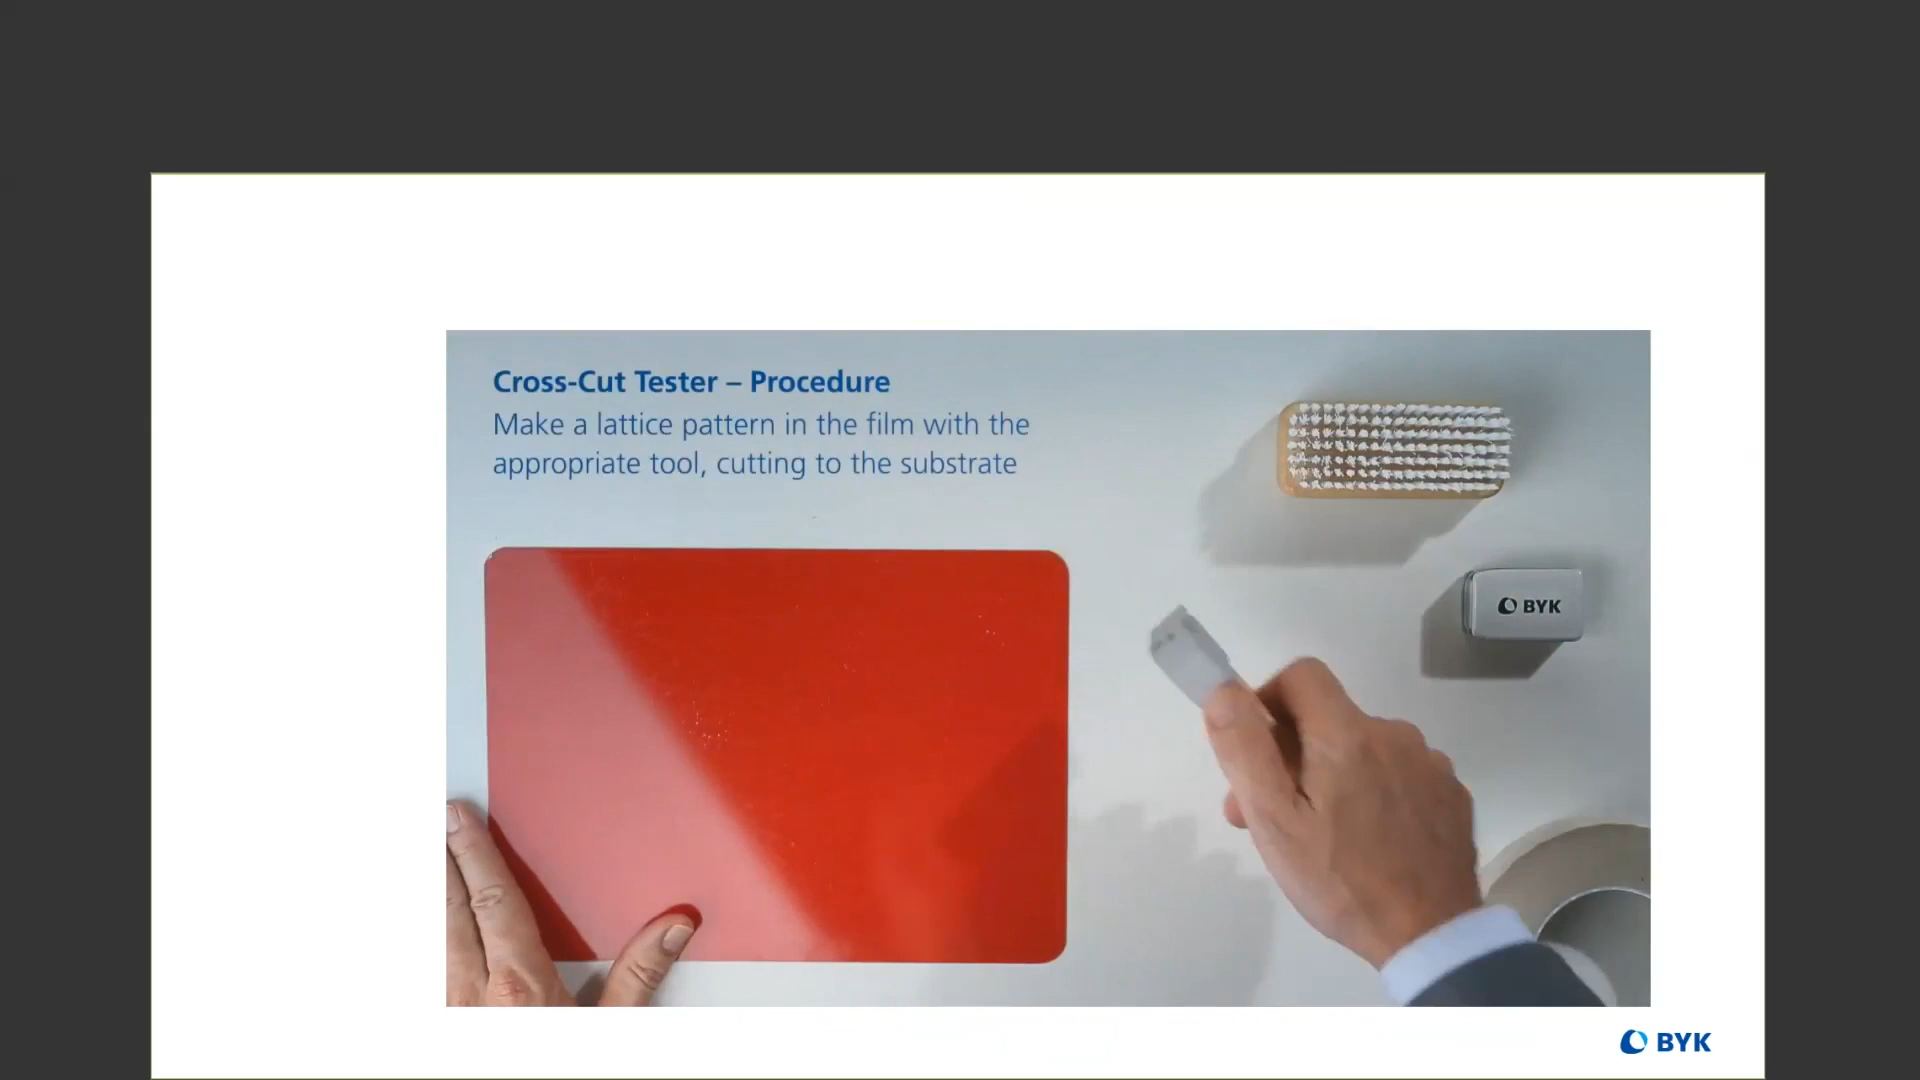 Cross-Cut Tester – Procedure
Make a lattice pattern in the film with the
appropriate tool, cutting to the substrate
BYK
BYK